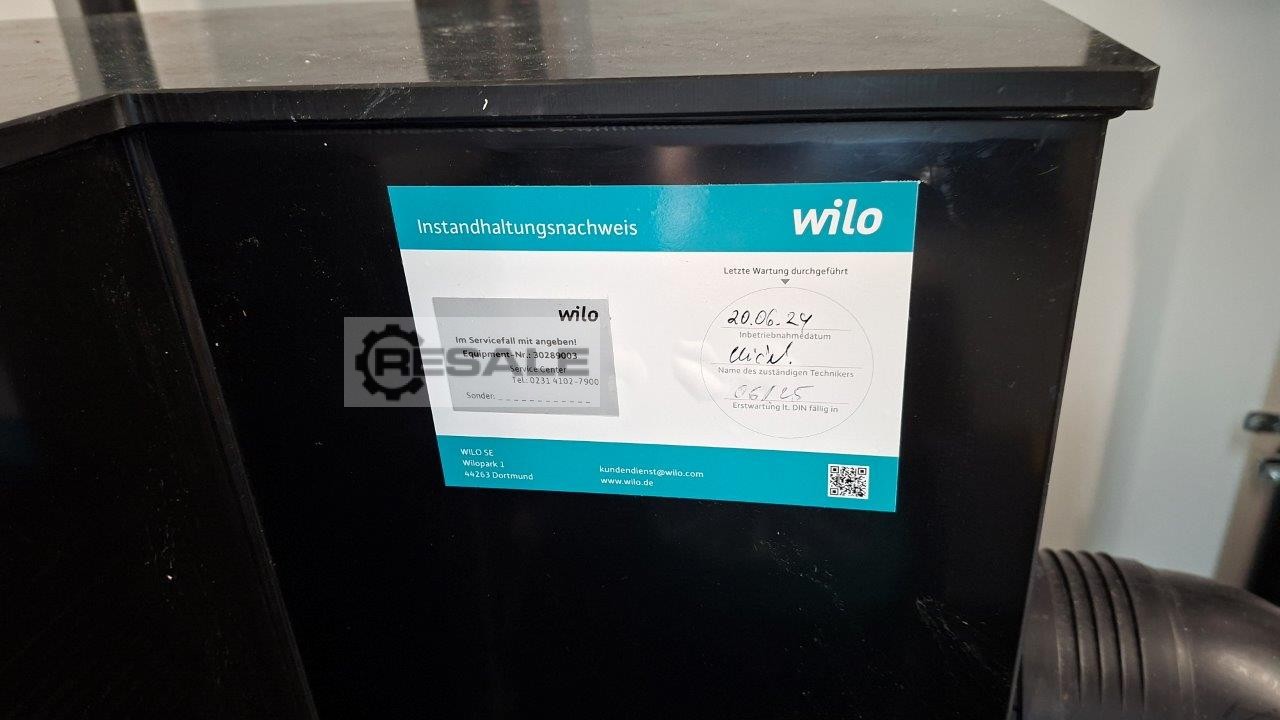 Instandhaltungsnachweis
wilo
Letzte Wartung durchgeführt
20.06.24
Inbetriebnahmedatum
Name des zuständigen Technikers
06/25
Erstwartung lt. DIN fällig in
wilo
Im Servicefall mit angeben!
Equipment-Nr.: 30289003
Service Center
Tel. 0231 4102-7900
Sonder:
RESALE
WILO SE
Wilopark 1
44263 Dortmund
kundendienst@wilo.com
www.wilo.de